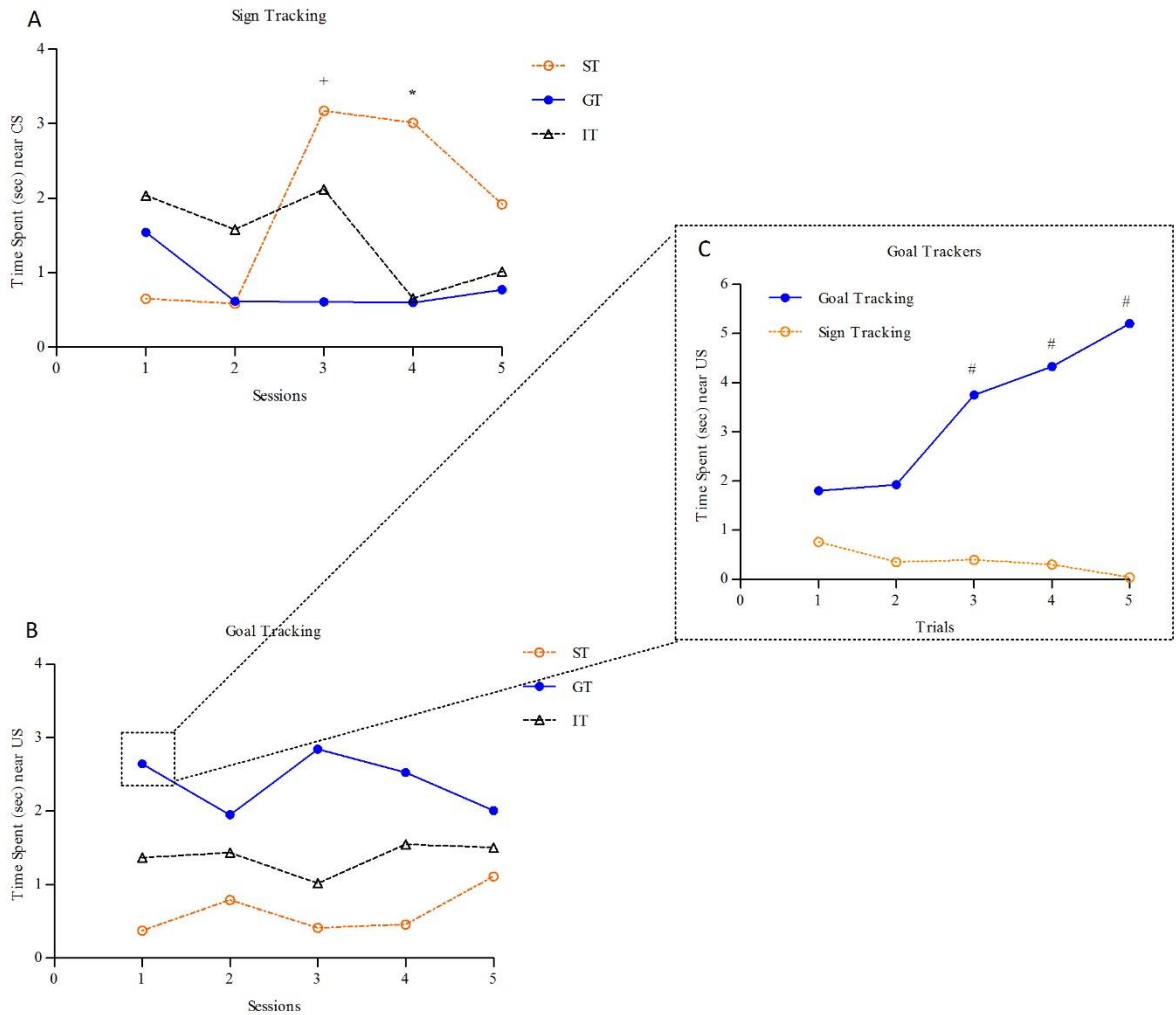 A
Sign Tracking
Time Spent (sec) near CS
4
3
2
1
0
+
*
0 1 2 3 4 5
Sessions
ST
GT
IT
C
Goal Trackers
Time Spent (sec) near US
6
5
4
3
2
1
0
Goal Tracking
Sign Tracking
#
#
#
0 1 2 3 4 5
Trials
B
Goal Tracking
Time Spent (sec) near US
4
3
2
1
0
0 1 2 3 4 5
Sessions
ST
GT
IT